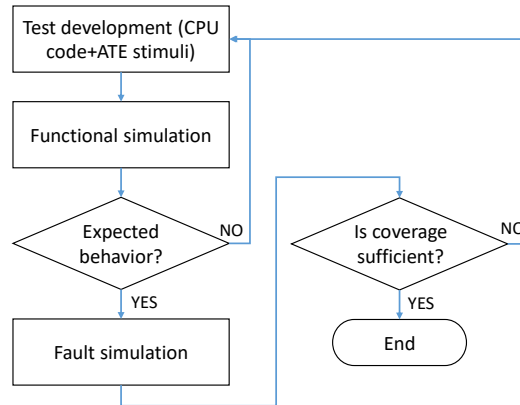 Test development (CPU
code+ATE stimuli)
Functional simulation
Expected
behavior?
NO
YES
Fault simulation
Is coverage
sufficient?
NO
YES
End